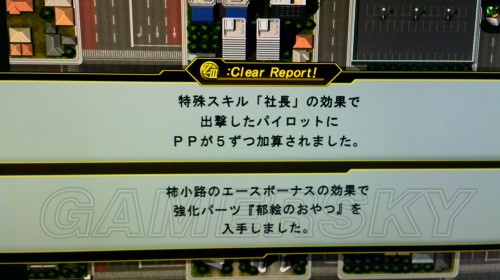 :Clear Report!
特殊スキル「社長」の効果で
出撃したパイロットに
PPが5ずつ加算されました。
柿小路のエースボーナスの効果で
強化パーツ『郁絵のおやつ』を
入手しました。
GAMERSKY